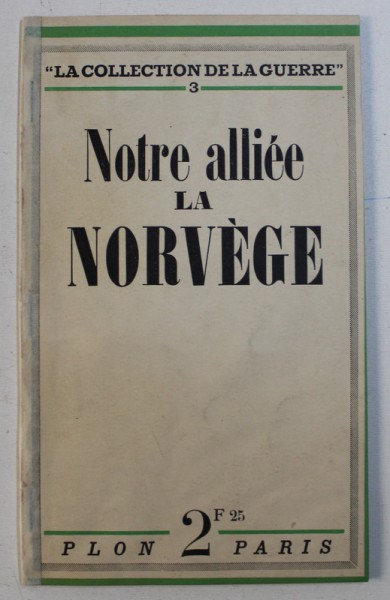 "LA COLLECTION DE LA GUERRE"
3
Notre alliée
LA
NORVÈGE
2F 25
PLON PARIS